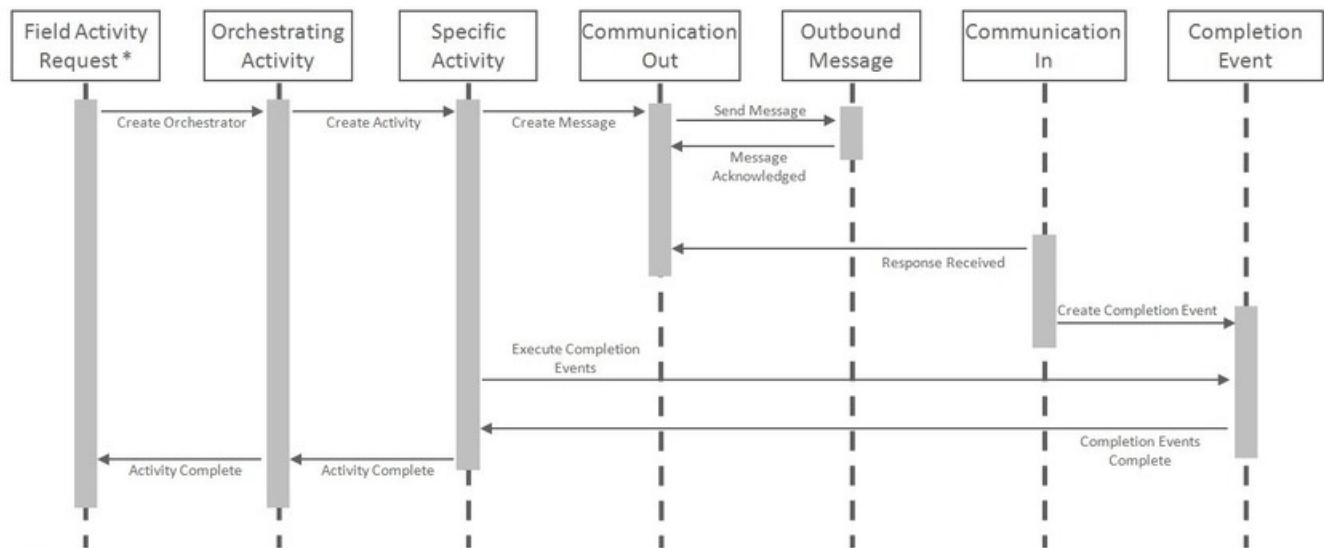 Field Activity
Request *
Orchestrating
Activity
Specific
Activity
Communication
Out
Outbound
Message
Communication
In
Completion
Event
Create Orchestrator
Create Activity
Create Message
Send Message
Message
Acknowledged
Response Received
Create Completion Event
Execute Completion
Events
Completion Events
Complete
Activity Complete
Activity Complete